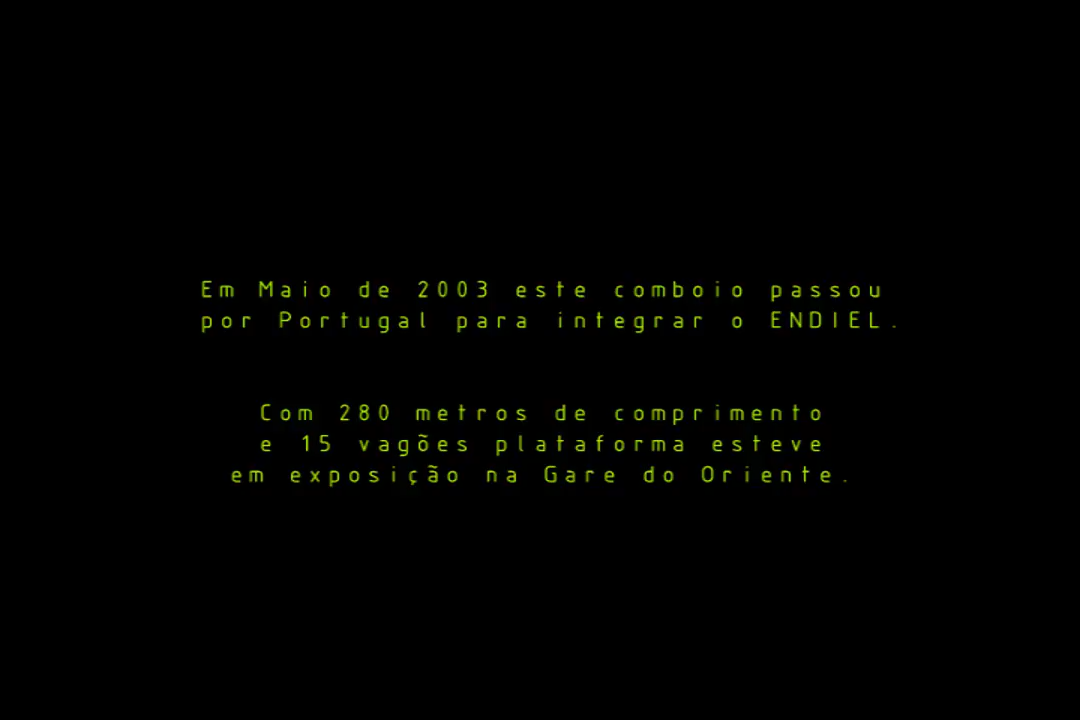 Em Maio de 2003 este comboio passou
por Portugal para integrar o ENDIEL.
Com 280 metros de comprimento
e 15 vagões plataforma esteve
em exposição na Gare do Oriente.